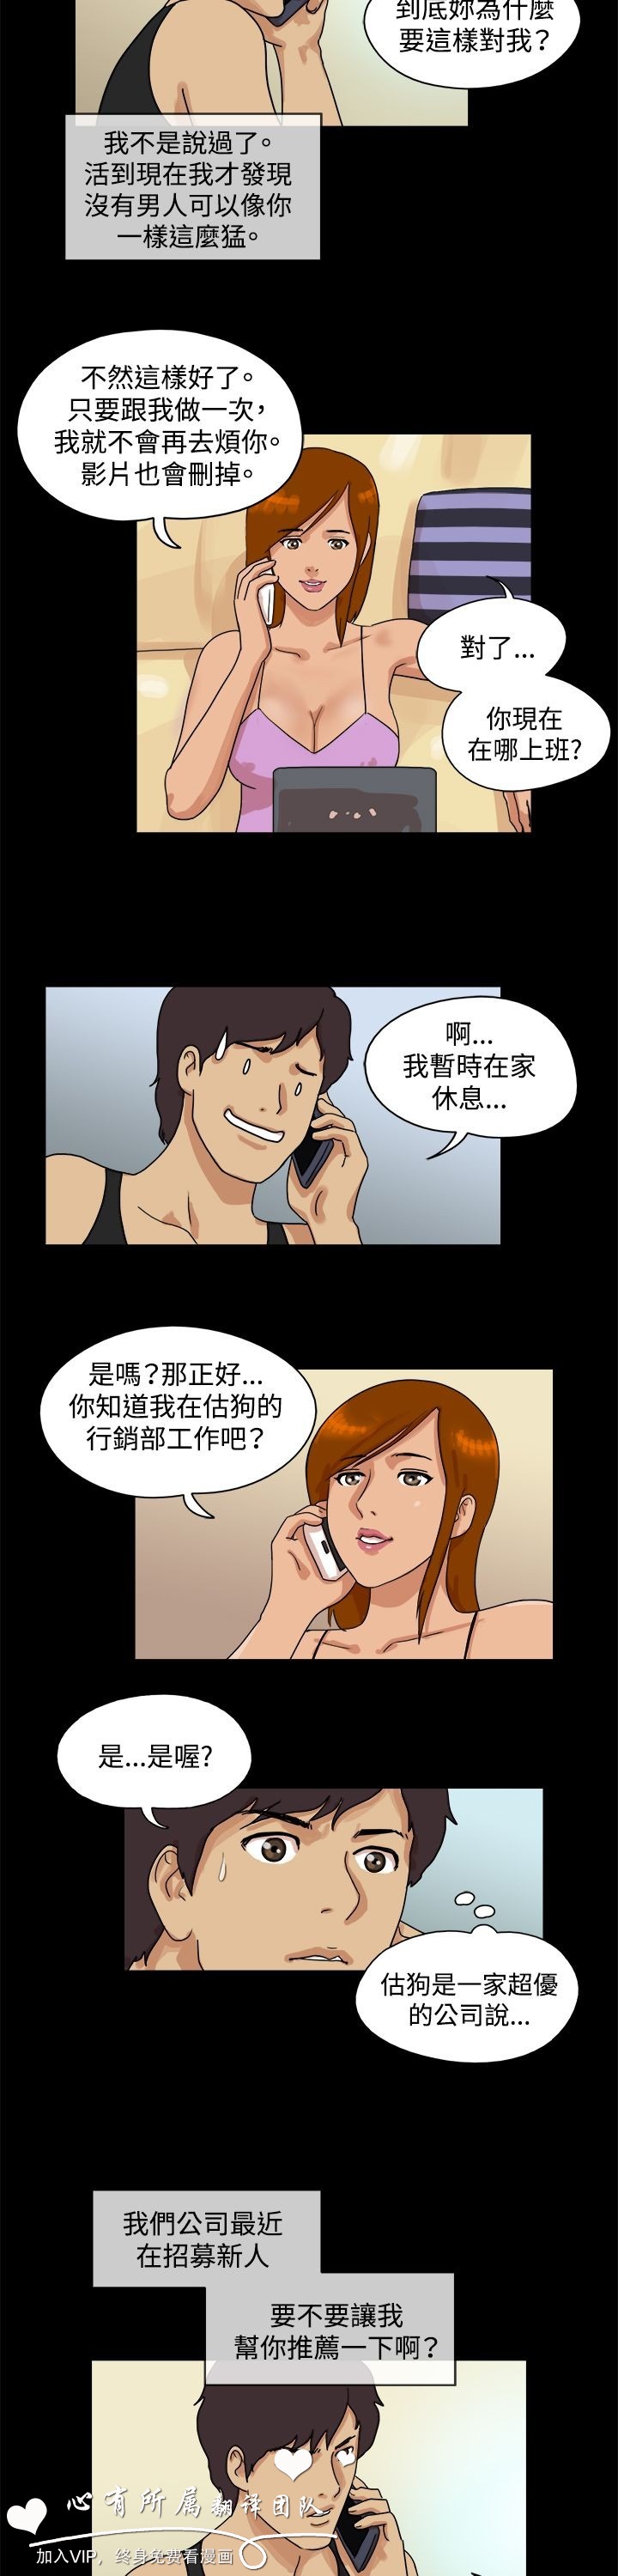 到底妳為什麼
要這樣對我？
我不是說過了。
活到現在我才發現
沒有男人可以像你
一樣這麼猛。
不然這樣好了。
只要跟我做一次，
我就不會再去煩你。
影片也會刪掉。
對了...
你現在
在哪上班?
啊...
我暫時在家
休息...
是嗎？那正好...
你知道我在估狗的
行銷部工作吧？
是...是喔?
估狗是一家超優
的公司說...
我們公司最近
在招募新人
要不要讓我
幫你推薦一下啊？
心有所属翻译团队
加入VIP，终身免费看漫画